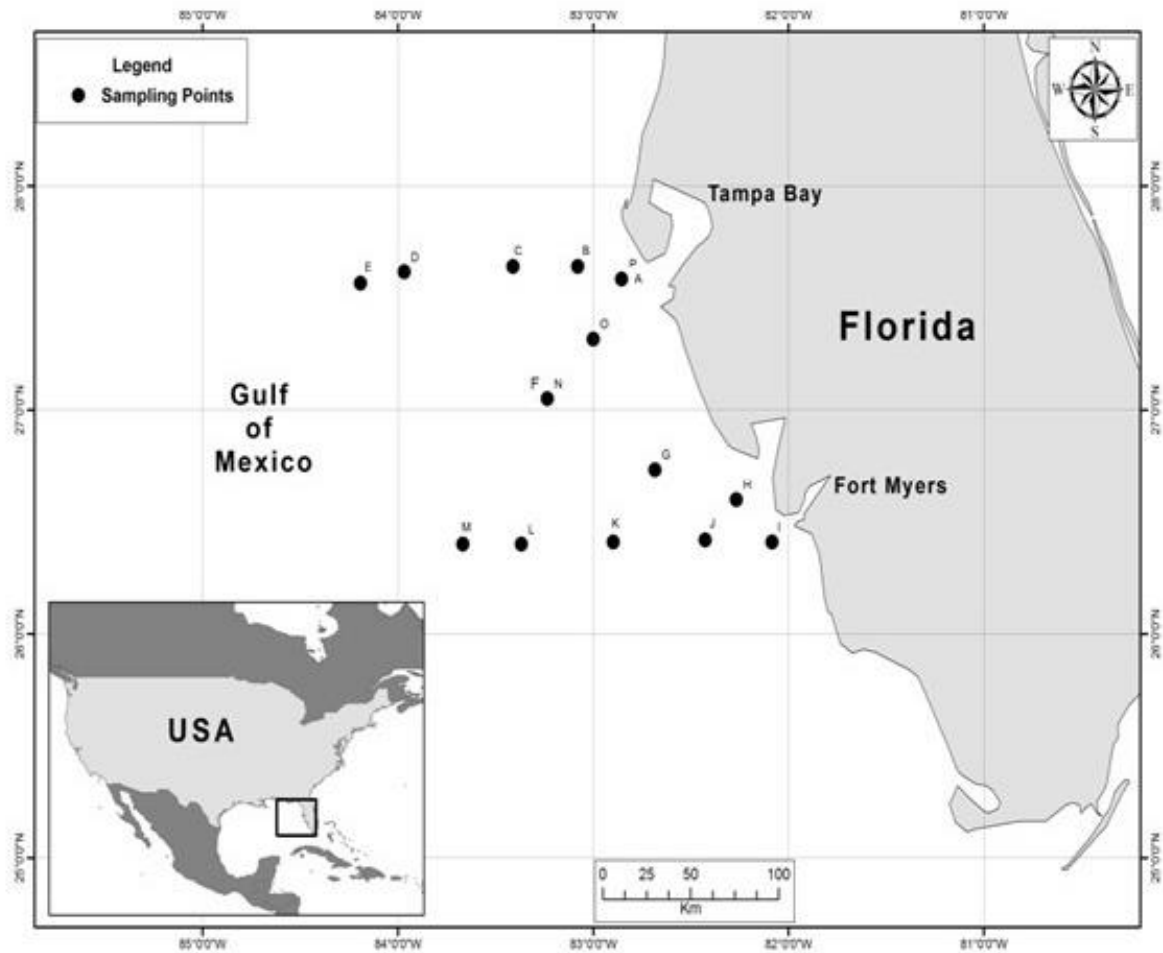 85°0'0"W 84°0'0"W 83°0'0"W 82°0'0"W 81°0'0"W
Legend
Sampling Points
N
W E
S
28°0'0"N 28°0'0"N
Tampa Bay
E D C B P
A
O
Florida
F N
Gulf
of
Mexico
27°0'0"N 27°0'0"N
G
H
Fort Myers
M L K J I
26°0'0"N 26°0'0"N
USA
25°0'0"N 25°0'0"N
0 25 50 100
Km
85°0'0"W 84°0'0"W 83°0'0"W 82°0'0"W 81°0'0"W